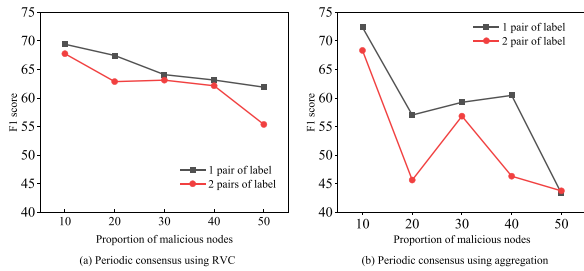 75
70
65
60
55
50
45
40
F1 score
10 20 30 40 50
Proportion of malicious nodes
1 pair of label
2 pairs of label
(a) Periodic consensus using RVC
75
70
65
60
55
50
45
40
F1 score
10 20 30 40 50
Proportion of malicious nodes
1 pair of label
2 pair of label
(b) Periodic consensus using aggregation